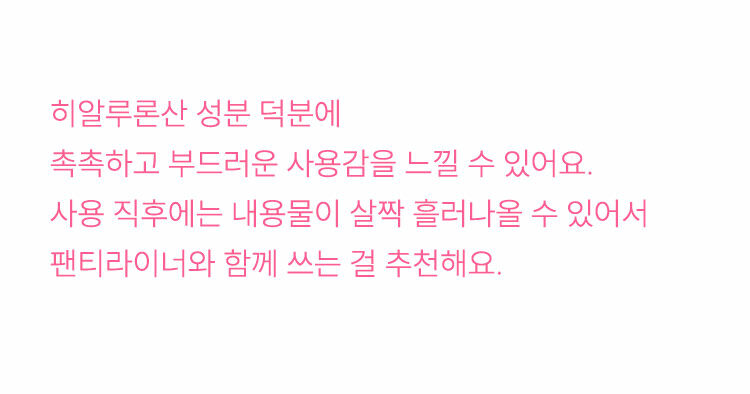 히알루론산 성분 덕분에
촉촉하고 부드러운 사용감을 느낄 수 있어요.
사용 직후에는 내용물이 살짝 흘러나올 수 있어서
팬티라이너와 함께 쓰는 걸 추천해요.